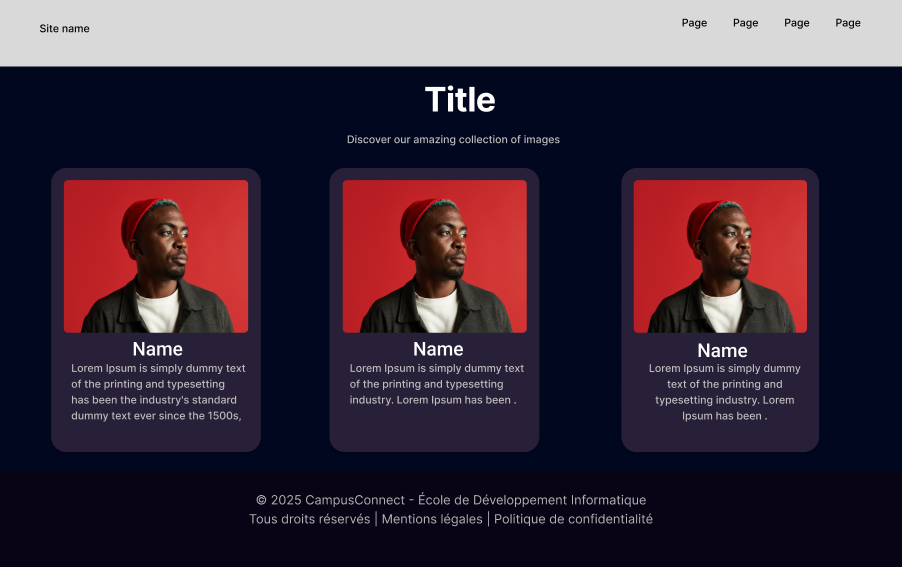 Site name
Page Page Page Page
Title
Discover our amazing collection of images
Name
Lorem Ipsum is simply dummy text
of the printing and typesetting
has been the industry's standard
dummy text ever since the 1500s,
Name
Lorem Ipsum is simply dummy text
of the printing and typesetting
industry. Lorem Ipsum has been .
Name
Lorem Ipsum is simply dummy
text of the printing and
typesetting industry. Lorem
Ipsum has been .
© 2025 CampusConnect - École de Développement Informatique
Tous droits réservés | Mentions légales | Politique de confidentialité